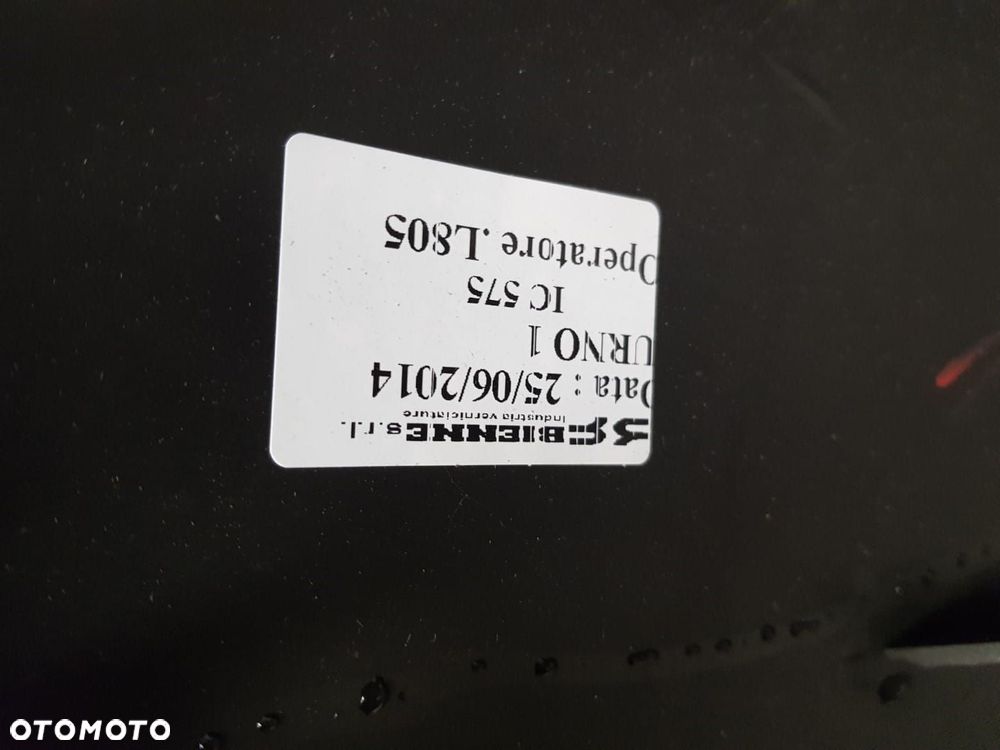 BIENNE s.r.l.
industria verniciature
Data : 25/06/2014
URNO 1
IC 575
Operatore .L805
OTOMOTO